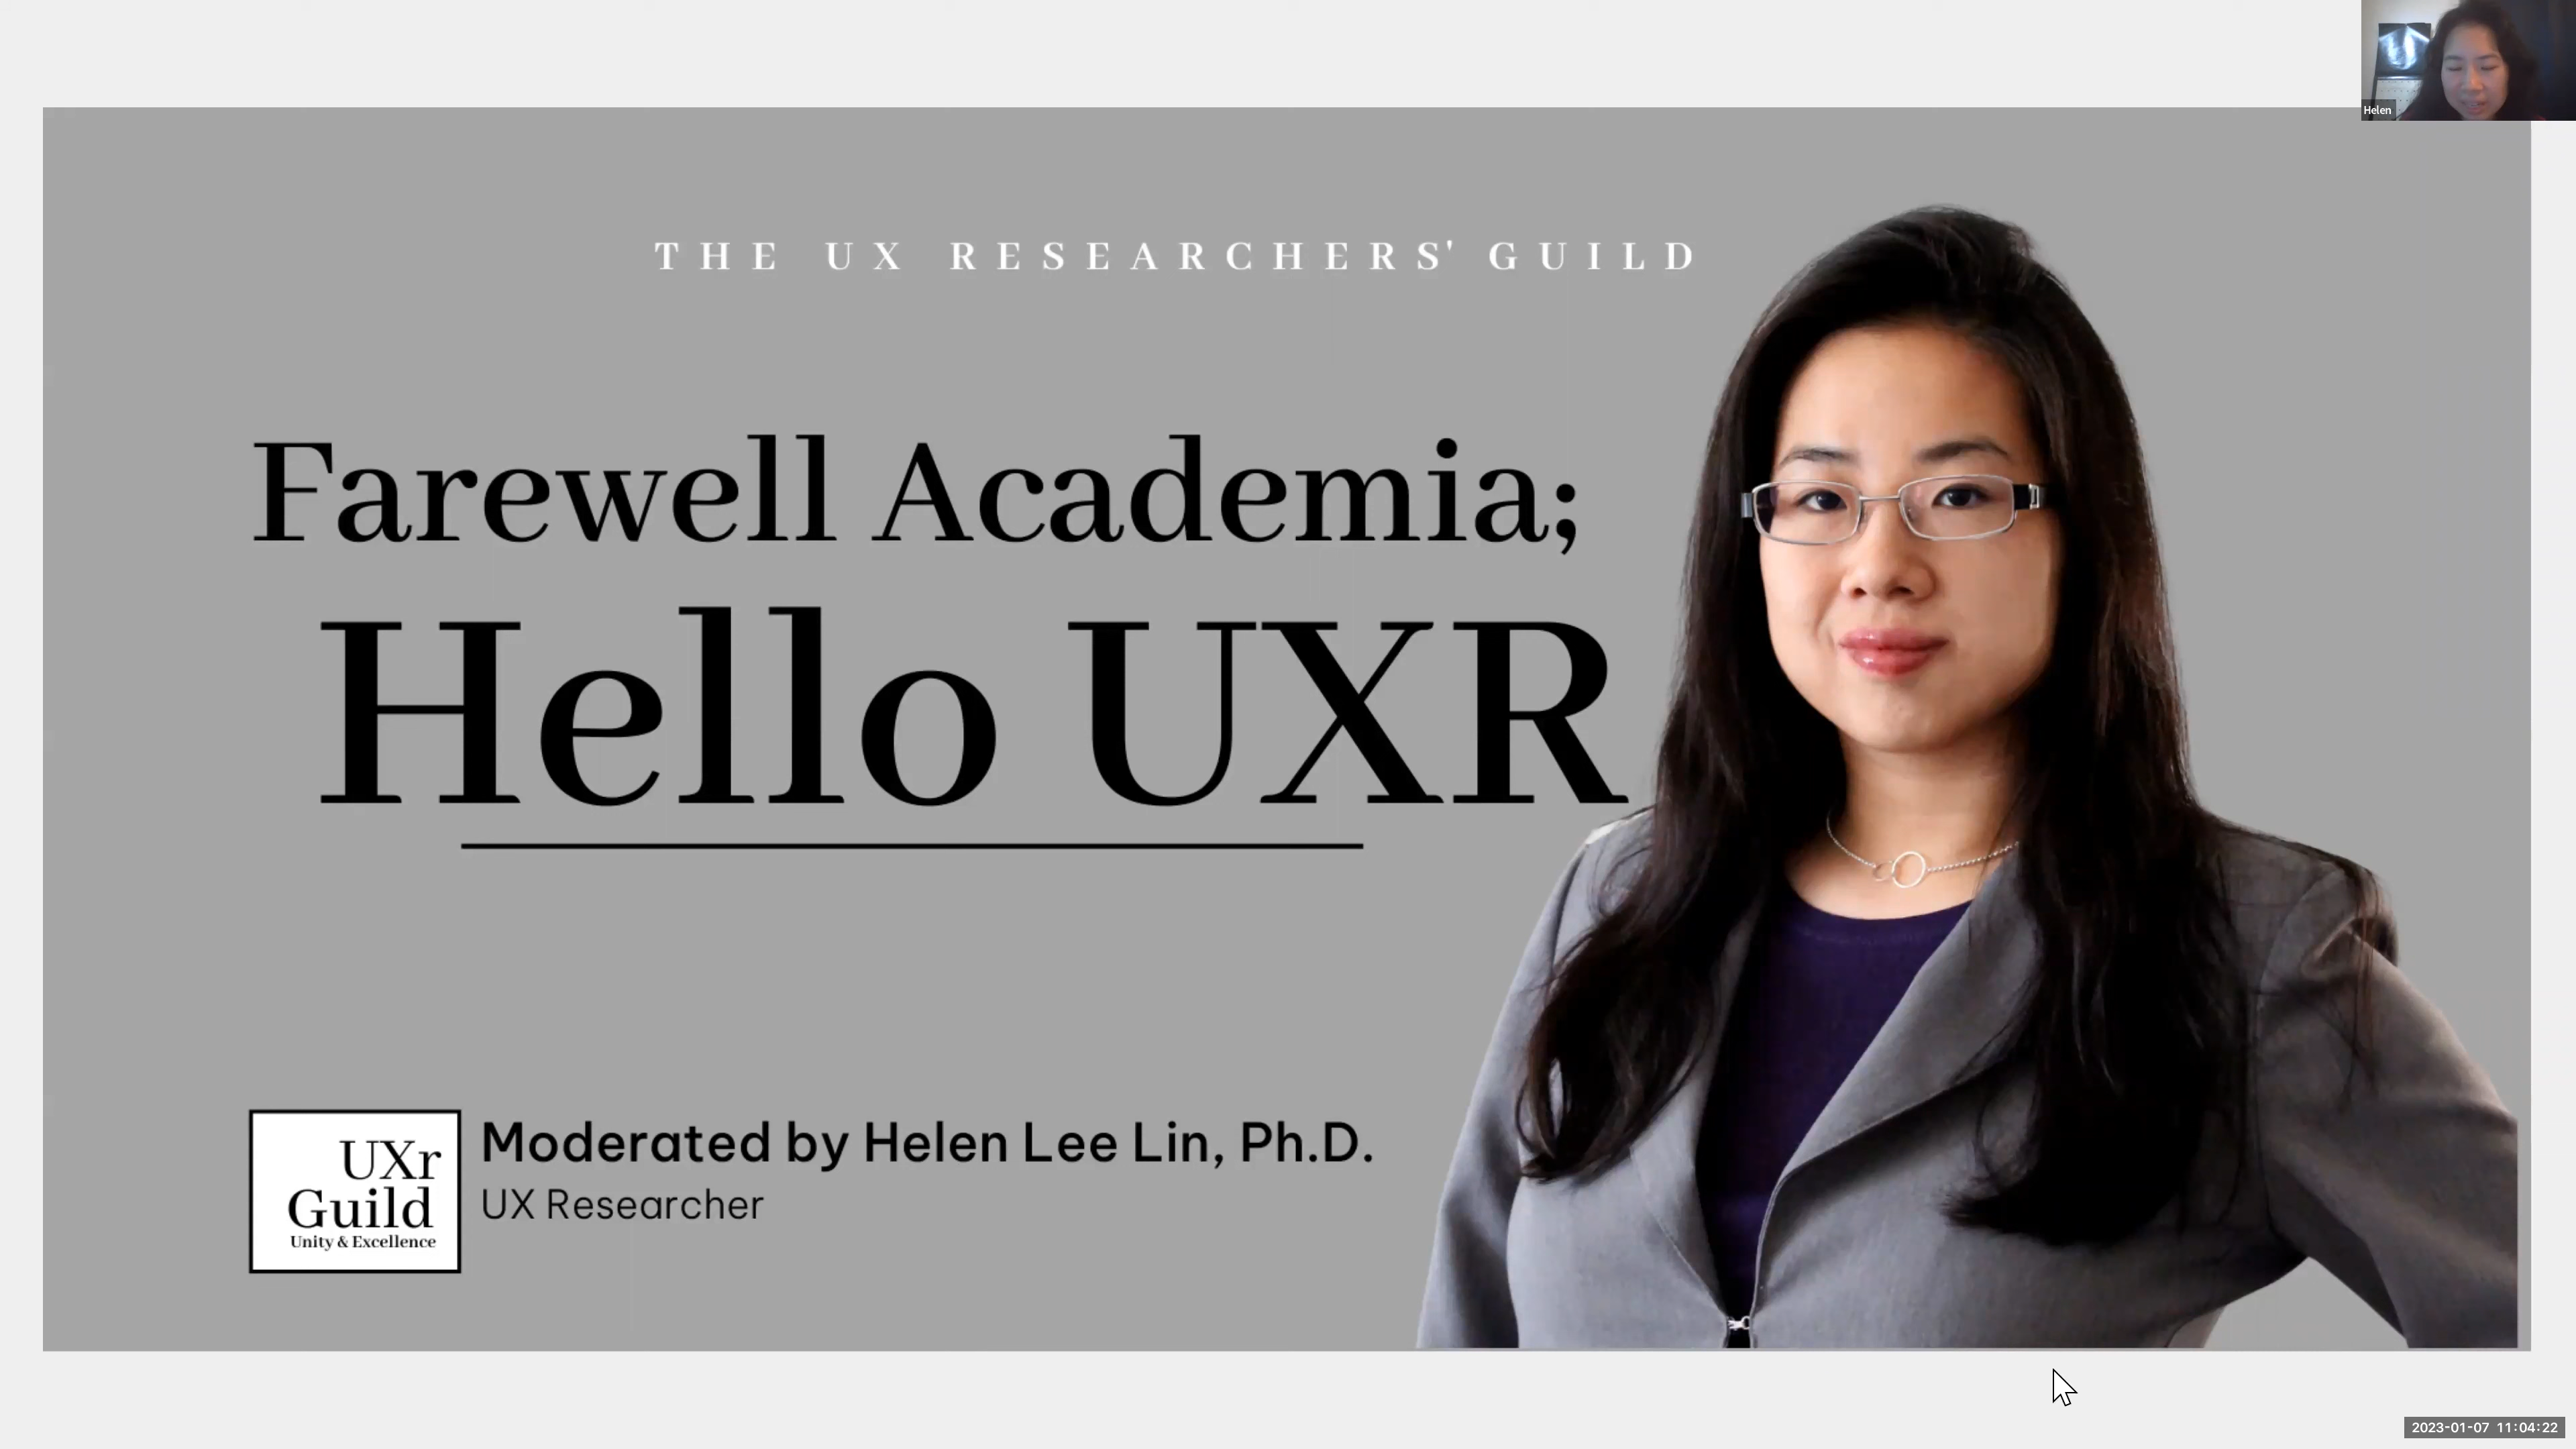 Helen
THE UX RESEARCHERS' GUILD
Farewell Academia;
Hello UXR
UXr
Guild
Unity & Excellence
Moderated by Helen Lee Lin, Ph.D.
UX Researcher
2023-01-07 11:04:22